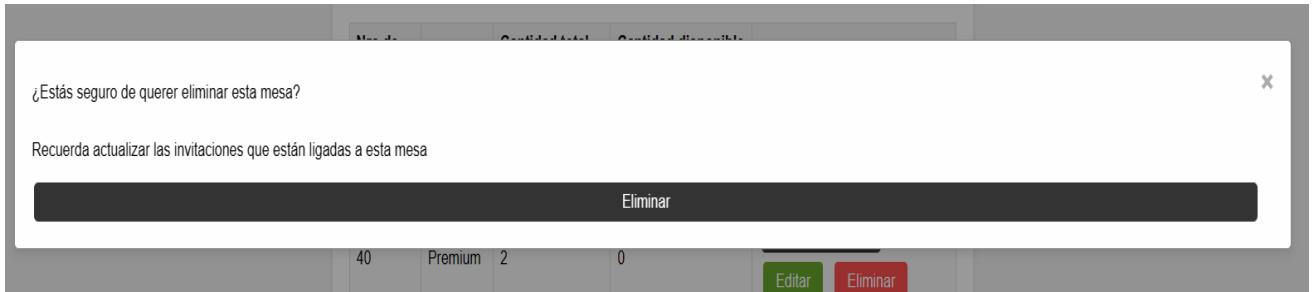 ¿Estás seguro de querer eliminar esta mesa?
×
Recuerda actualizar las invitaciones que están ligadas a esta mesa
Eliminar
40 Premium 2 0
Editar Eliminar